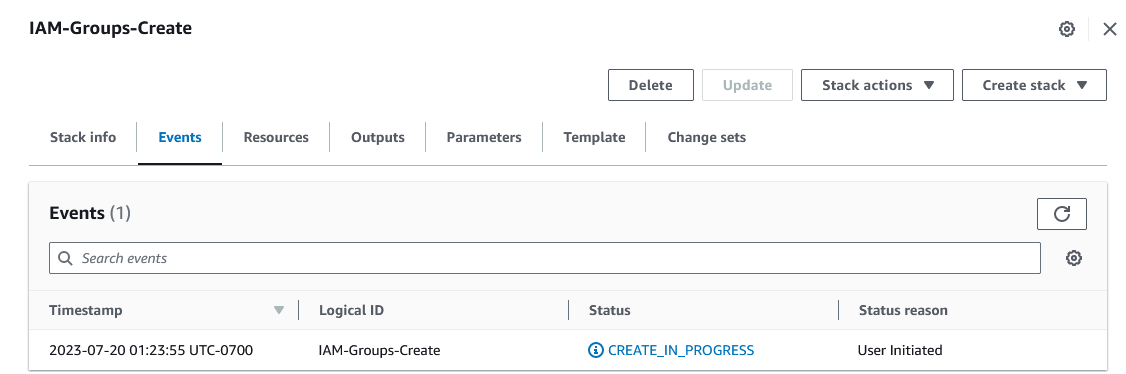 IAM-Groups-Create
Delete Update Stack actions Create stack
Stack info Events Resources Outputs Parameters Template Change sets
Events (1)
Search events
Timestamp Logical ID Status Status reason
2023-07-20 01:23:55 UTC-0700 IAM-Groups-Create CREATE_IN_PROGRESS User Initiated